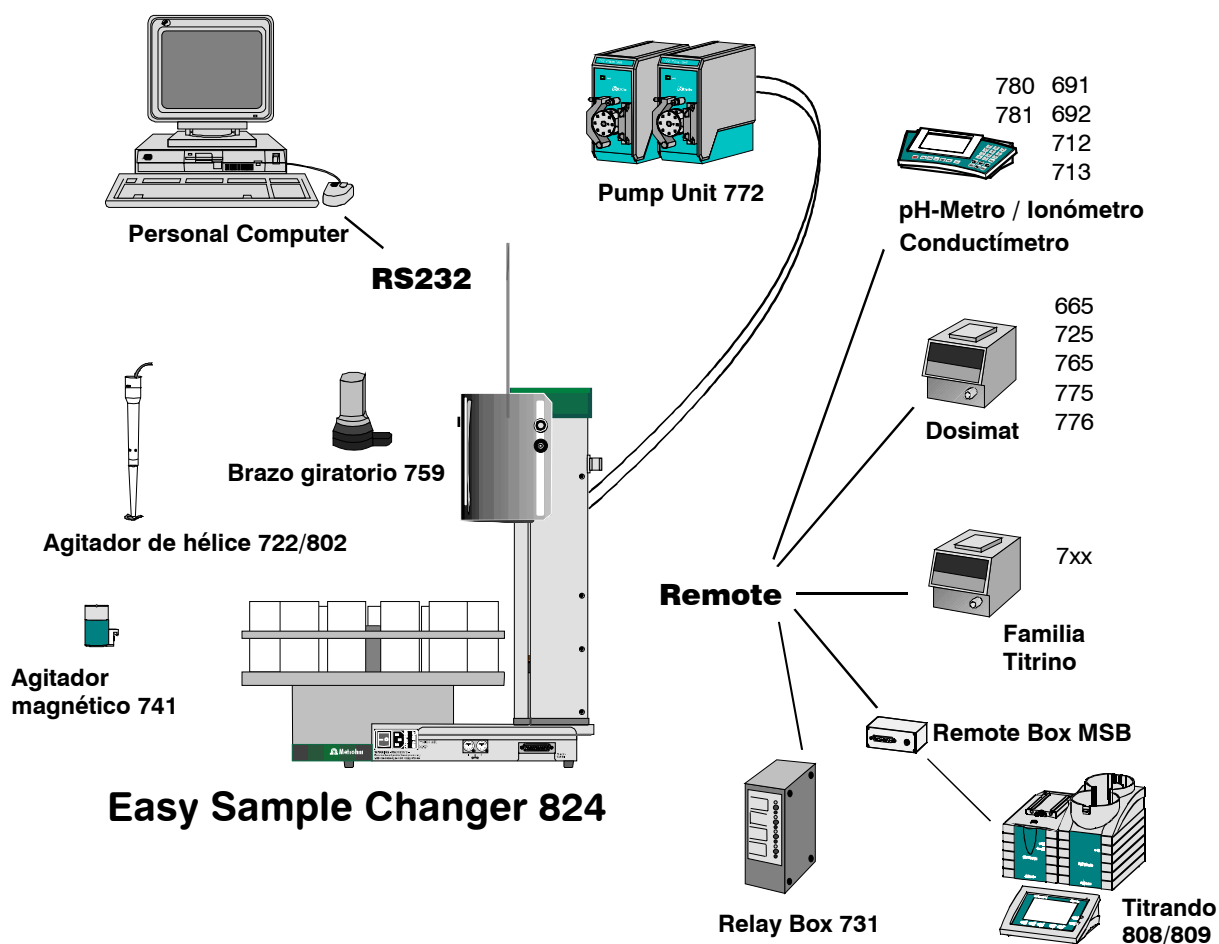 780 691
781 692
712
713
Pump Unit 772
pH-Metro / Ionómetro
Conductímetro
Personal Computer
RS232
665
725
765
775
776
Dosimat
Brazo giratorio 759
Agitador de hélice 722/802
7xx
Remote
Familia
Titrino
Agitador
magnético 741
Remote Box MSB
Metrohm
Easy Sample Changer 824
Relay Box 731
Titrando
808/809